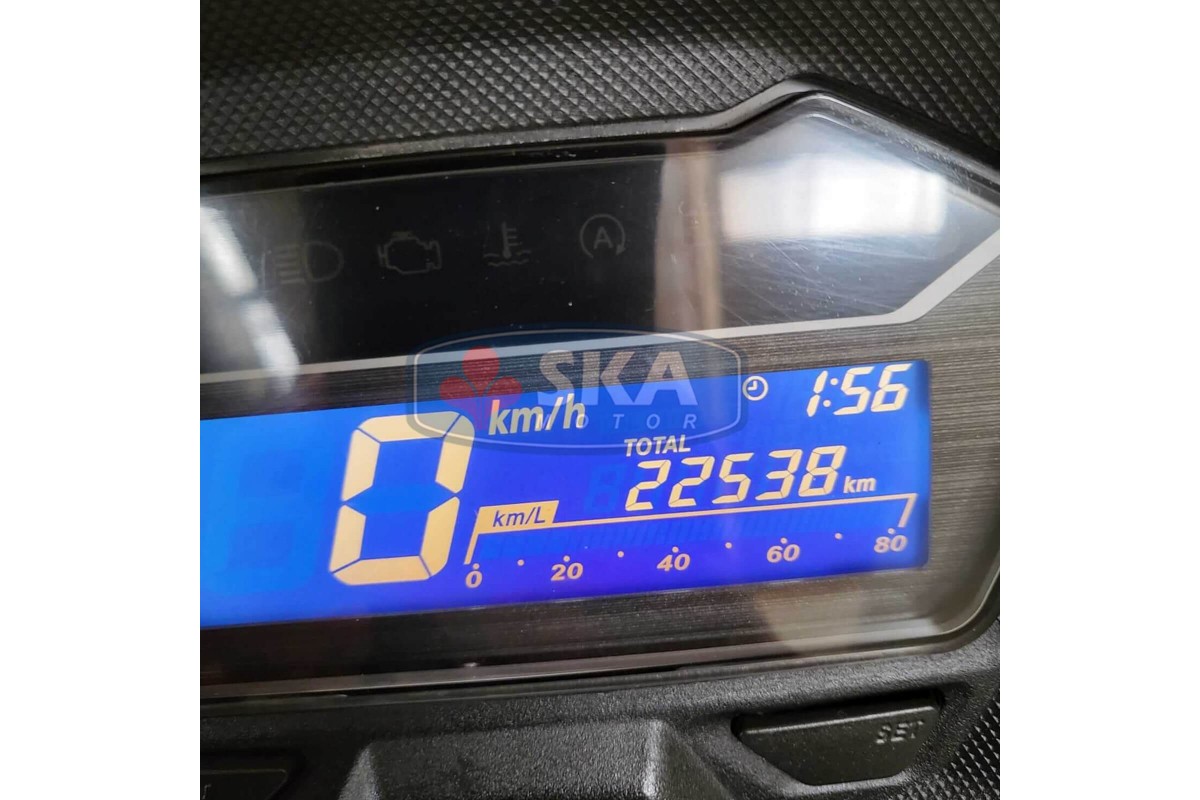 A
SKA
MOTOR
0 km/h
1:56
TOTAL
22538 km
km/L
0 20 40 60 80
SET